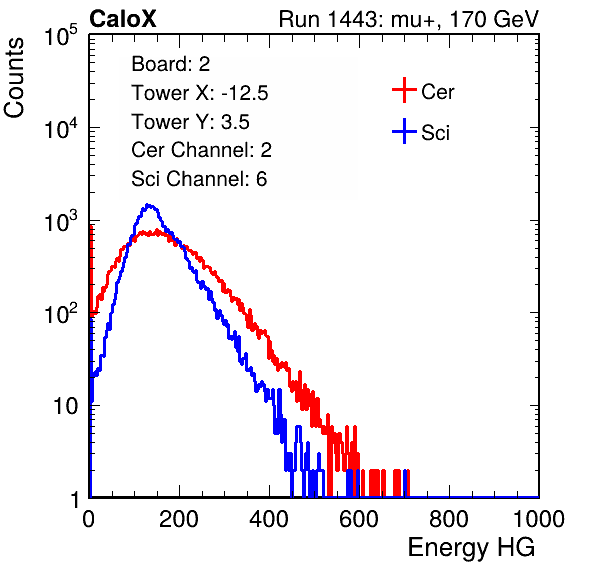 CaloX Run 1443: mu+, 170 GeV
Counts
Board: 2
Tower X: -12.5
Tower Y: 3.5
Cer Channel: 2
Sci Channel: 6
Cer
Sci
10^5
10^4
10^3
10^2
10
1
0 200 400 600 800 1000
Energy HG